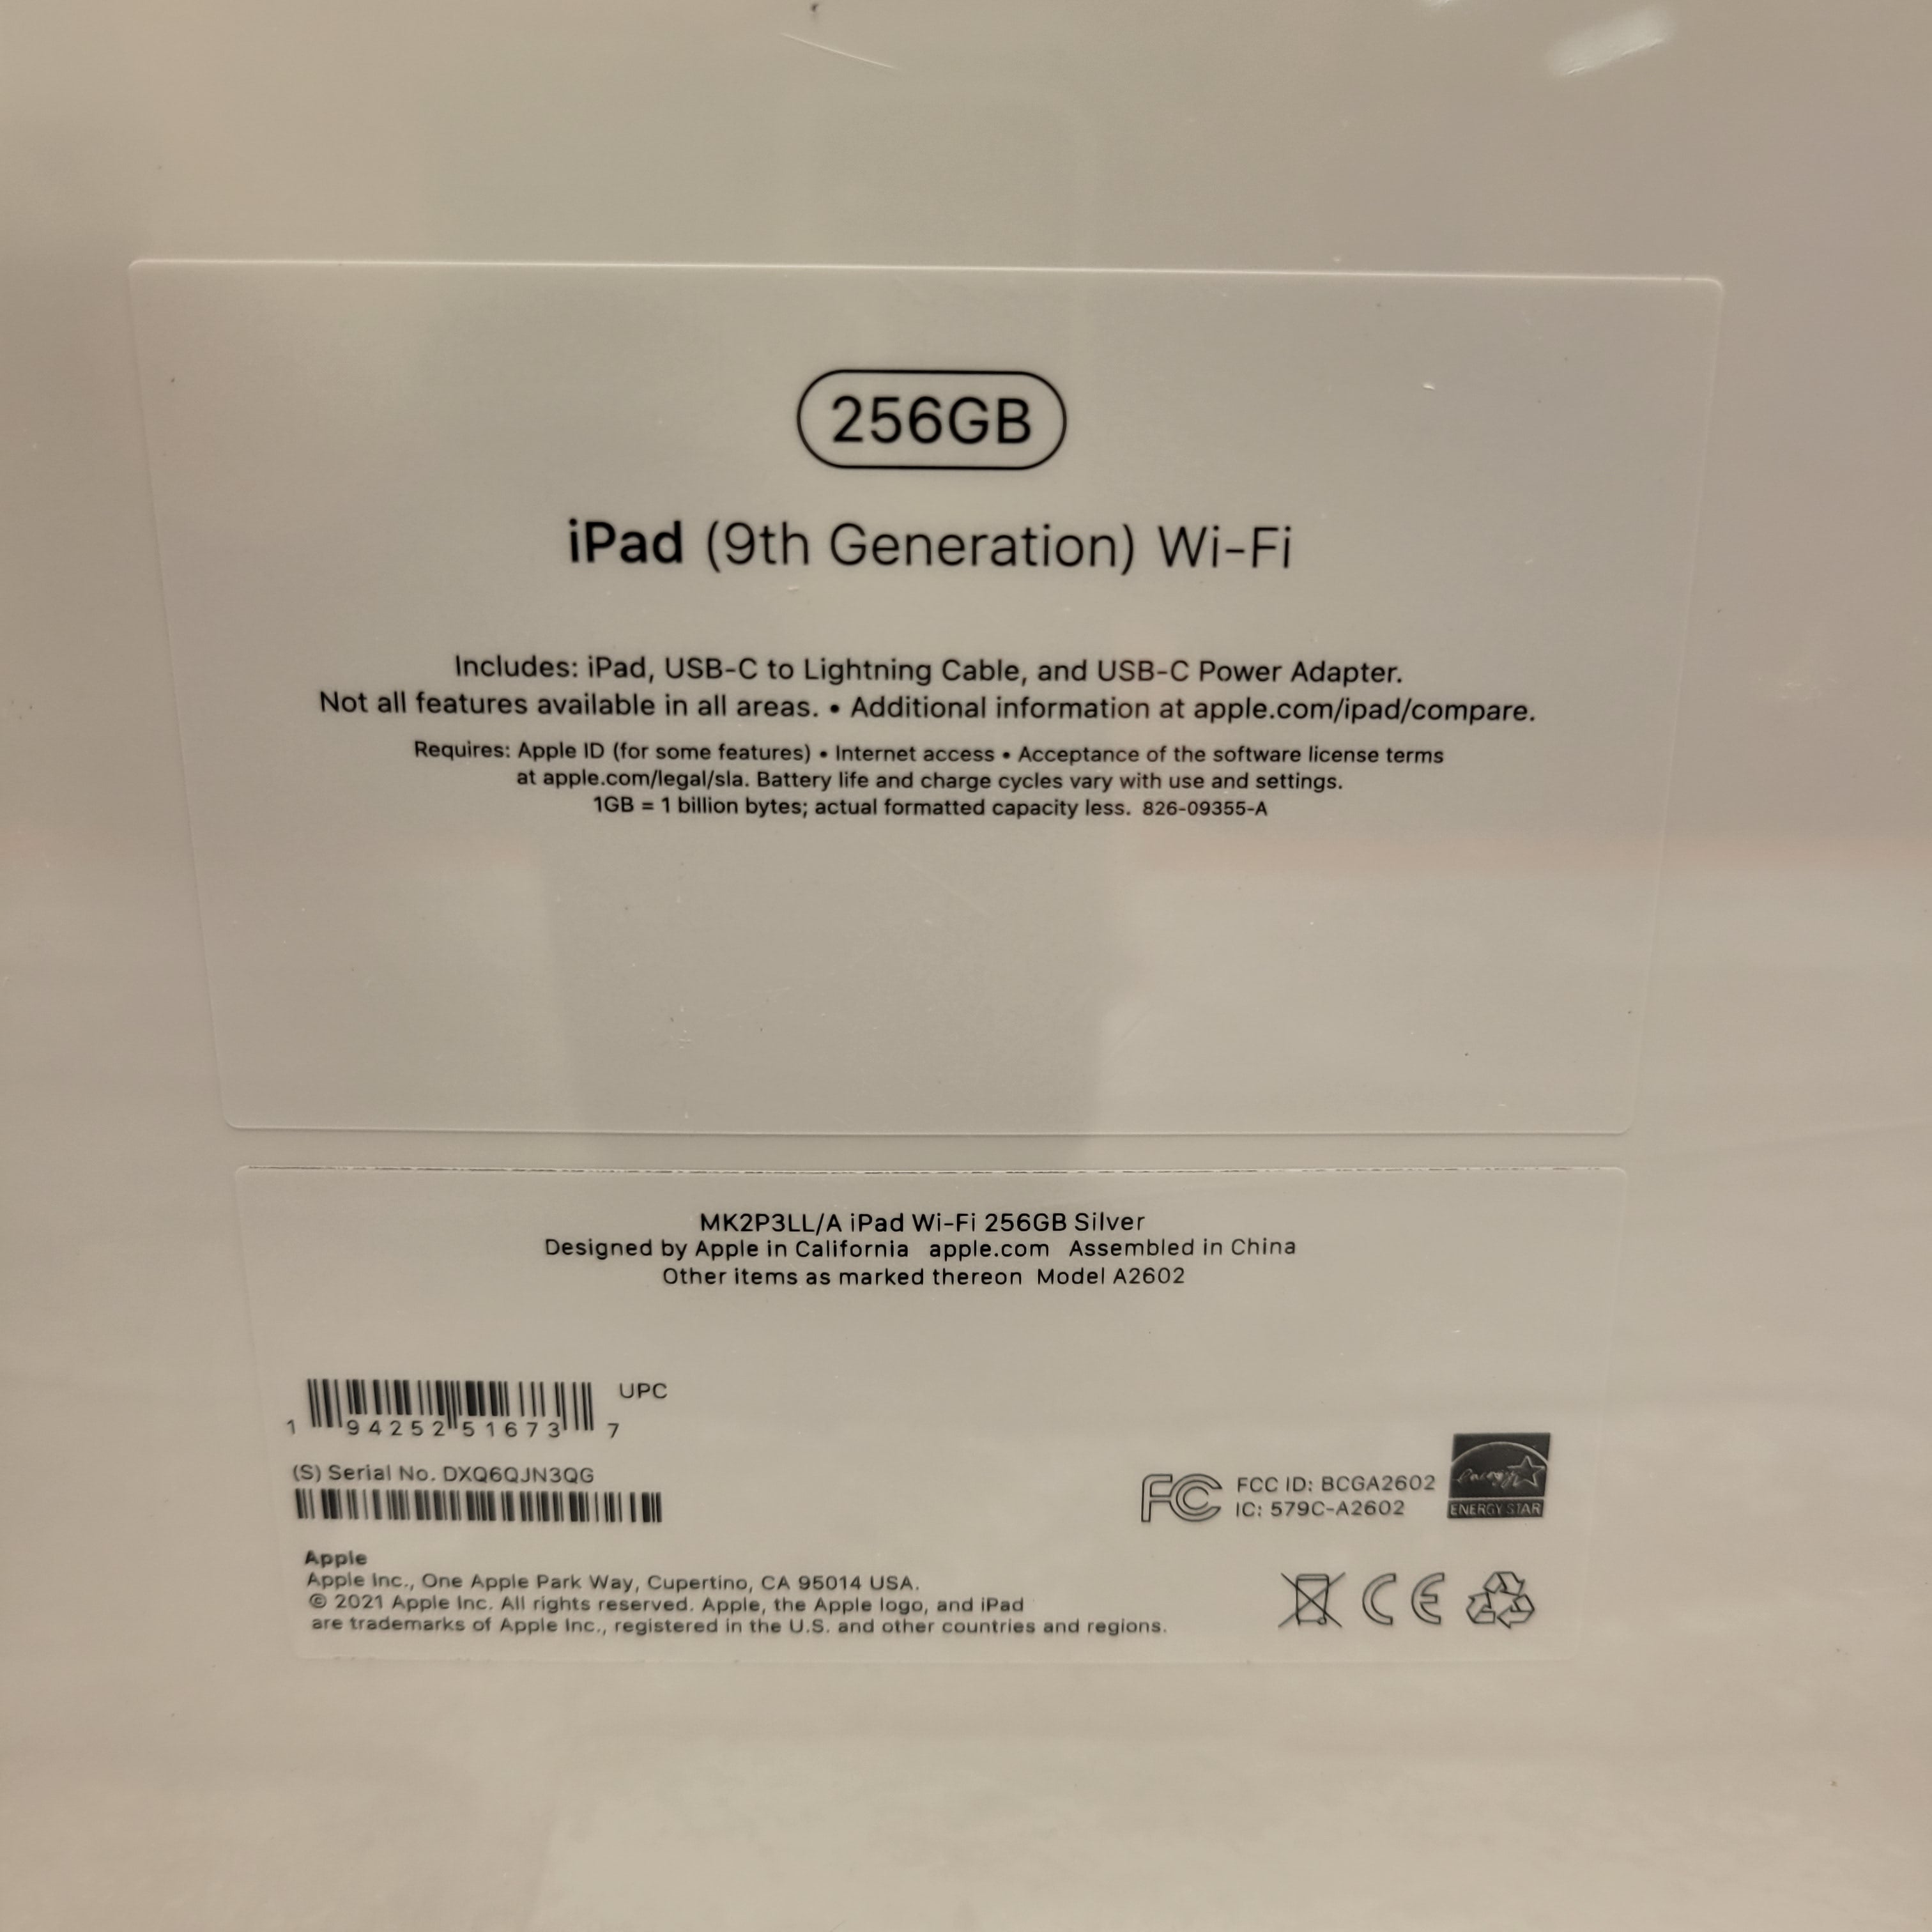 256GB
iPad (9th Generation) Wi-Fi
Includes: iPad, USB-C to Lightning Cable, and USB-C Power Adapter.
Not all features available in all areas. • Additional information at apple.com/ipad/compare.
Requires: Apple ID (for some features) • Internet access • Acceptance of the software license terms
at apple.com/legal/sla. Battery life and charge cycles vary with use and settings.
1GB = 1 billion bytes; actual formatted capacity less. 826-09355-A
MK2P3LL/A iPad Wi-Fi 256GB Silver
Designed by Apple in California apple.com Assembled in China
Other items as marked thereon Model A2602
UPC
1 94252 51673 7
(S) Serial No. DXQ6QJN3QG
FC FCC ID: BCGA2602
IC: 579C-A2602
energy
ENERGY STAR
Apple
Apple Inc., One Apple Park Way, Cupertino, CA 95014 USA.
© 2021 Apple Inc. All rights reserved. Apple, the Apple logo, and iPad
are trademarks of Apple Inc., registered in the U.S. and other countries and regions.
CE